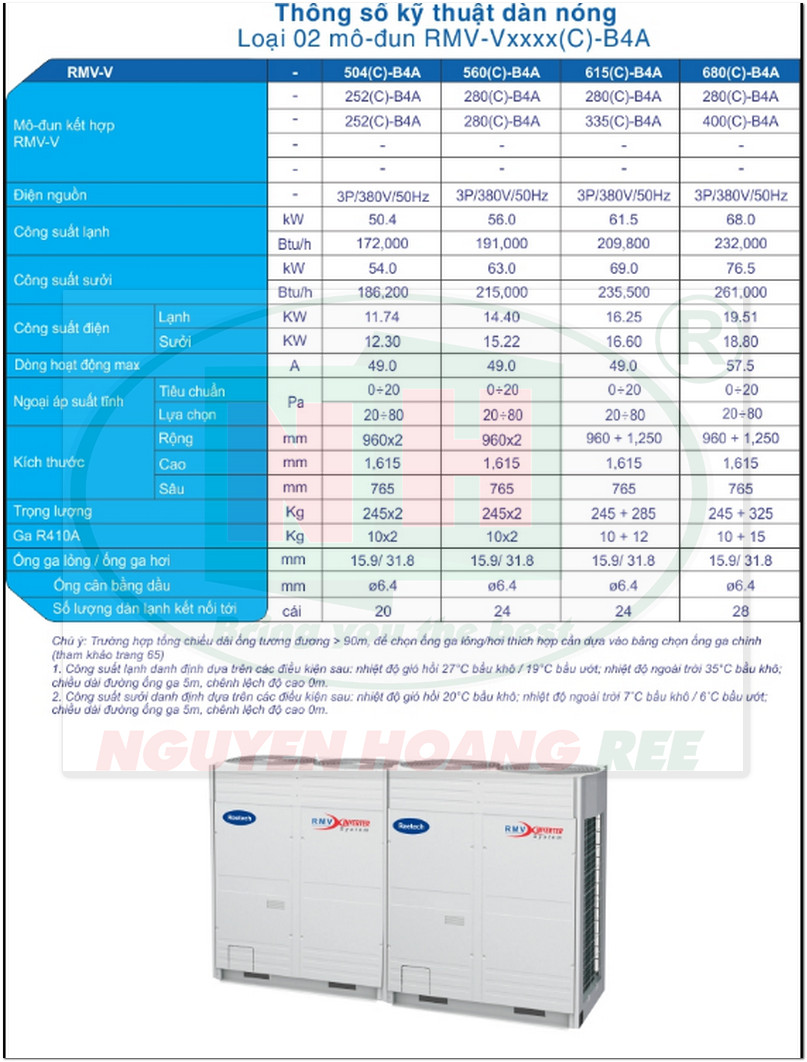 Thông số kỹ thuật dàn nóng
Loại 02 mô-đun RMV-Vxxxx(C)-B4A
RMV-V - 504(C)-B4A 560(C)-B4A 615(C)-B4A 680(C)-B4A
Mô-đun kết hợp
RMV-V
- 252(C)-B4A 280(C)-B4A 280(C)-B4A 280(C)-B4A
- 252(C)-B4A 280(C)-B4A 335(C)-B4A 400(C)-B4A
- - - - -
- - - - -
Điện nguồn - 3P/380V/50Hz 3P/380V/50Hz 3P/380V/50Hz 3P/380V/50Hz
Công suất lạnh kW 50.4 56.0 61.5 68.0
Btu/h 172,000 191,000 209,800 232,000
Công suất sưởi kW 54.0 63.0 69.0 76.5
Btu/h 186,200 215,000 235,500 261,000
Công suất điện Lạnh KW 11.74 14.40 16.25 19.51
Sưởi KW 12.30 15.22 16.60 18.80
Dòng hoạt động max A 49.0 49.0 49.0 57.5
Ngoại áp suất tĩnh Tiêu chuẩn Pa 0÷20 0÷20 0÷20 0÷20
Lựa chọn 20÷80 20÷80 20÷80 20÷80
Kích thước Rộng mm 960x2 960x2 960 + 1,250 960 + 1,250
Cao mm 1,615 1,615 1,615 1,615
Sâu mm 765 765 765 765
Trọng lượng Kg 245x2 245x2 245 + 285 245 + 325
Ga R410A Kg 10x2 10x2 10 + 12 10 + 15
Ống ga lỏng / ống ga hơi mm 15.9/ 31.8 15.9/ 31.8 15.9/ 31.8 15.9/ 31.8
Ống cân bằng dầu mm ø6.4 ø6.4 ø6.4 ø6.4
Số lượng dàn lạnh kết nối tới cái 20 24 24 28
Chú ý: Trường hợp tổng chiều dài ống tương đương > 90m, để chọn ống ga lỏng/hơi thích hợp cần dựa vào bảng chọn ống ga chính
(tham khảo trang 65)
1. Công suất lạnh danh định dựa trên các điều kiện sau: nhiệt độ gió hồi 27°C bầu khô / 19°C bầu ướt; nhiệt độ ngoài trời 35°C bầu khô;
chiều dài đường ống ga 5m, chênh lệch độ cao 0m.
2. Công suất sưởi danh định dựa trên các điều kiện sau: nhiệt độ gió hồi 20°C bầu khô; nhiệt độ ngoài trời 7°C bầu khô / 6°C bầu ướt;
chiều dài đường ống ga 5m, chênh lệch độ cao 0m.
NH
®
Bring you the best
NGUYEN HOANG REE
Reetech RMV X INVERTER System Reetech RMV X INVERTER System